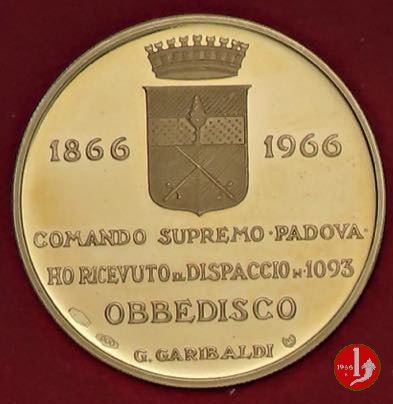 1866 1966
COMANDO SUPREMO·PADOVA·
HO RICEVUTO IL DISPACCIO N·1093
OBBEDISCO
G. GARIBALDI
1966